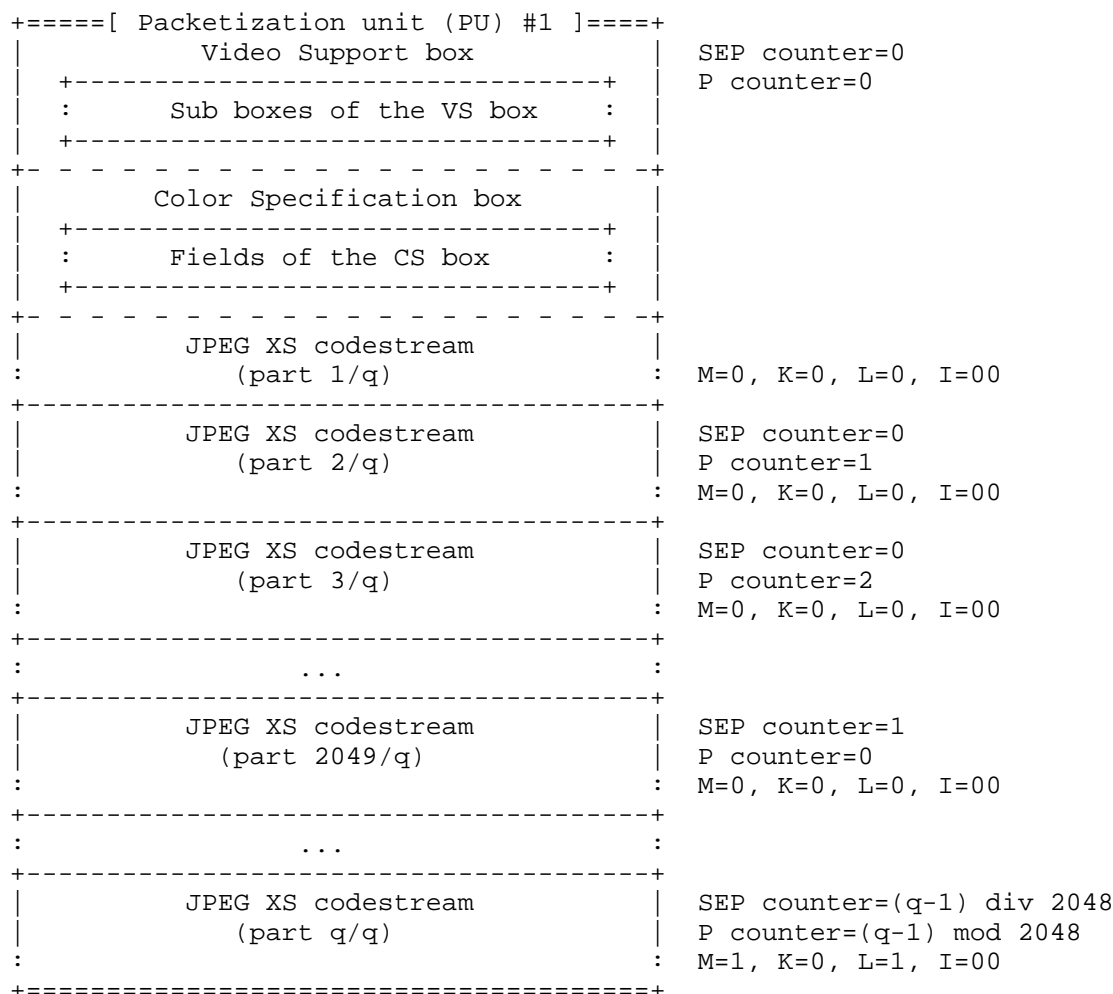 +=====[ Packetization unit (PU) #1 ]====+
|           Video Support box           |  SEP counter=0
|  +---------------------------------+  |  P counter=0
|  :      Sub boxes of the VS box    :  |
|  +---------------------------------+  |
+- - - - - - - - - - - - - - - - - - - -+
|        Color Specification box        |
|  +---------------------------------+  |
|  :      Fields of the CS box       :  |
|  +---------------------------------+  |
+- - - - - - - - - - - - - - - - - - - -+
|          JPEG XS codestream           |
:             (part 1/q)                :  M=0, K=0, L=0, I=00
+---------------------------------------+
|          JPEG XS codestream           |  SEP counter=0
|             (part 2/q)                |  P counter=1
:                                       :  M=0, K=0, L=0, I=00
+---------------------------------------+
|          JPEG XS codestream           |  SEP counter=0
|             (part 3/q)                |  P counter=2
:                                       :  M=0, K=0, L=0, I=00
+---------------------------------------+
:                 ...                   :
+---------------------------------------+
|          JPEG XS codestream           |  SEP counter=1
|            (part 2049/q)              |  P counter=0
:                                       :  M=0, K=0, L=0, I=00
+---------------------------------------+
:                 ...                   :
+---------------------------------------+
|          JPEG XS codestream           |  SEP counter=(q-1) div 2048
|             (part q/q)                |  P counter=(q-1) mod 2048
:                                       :  M=1, K=0, L=1, I=00
+=======================================+